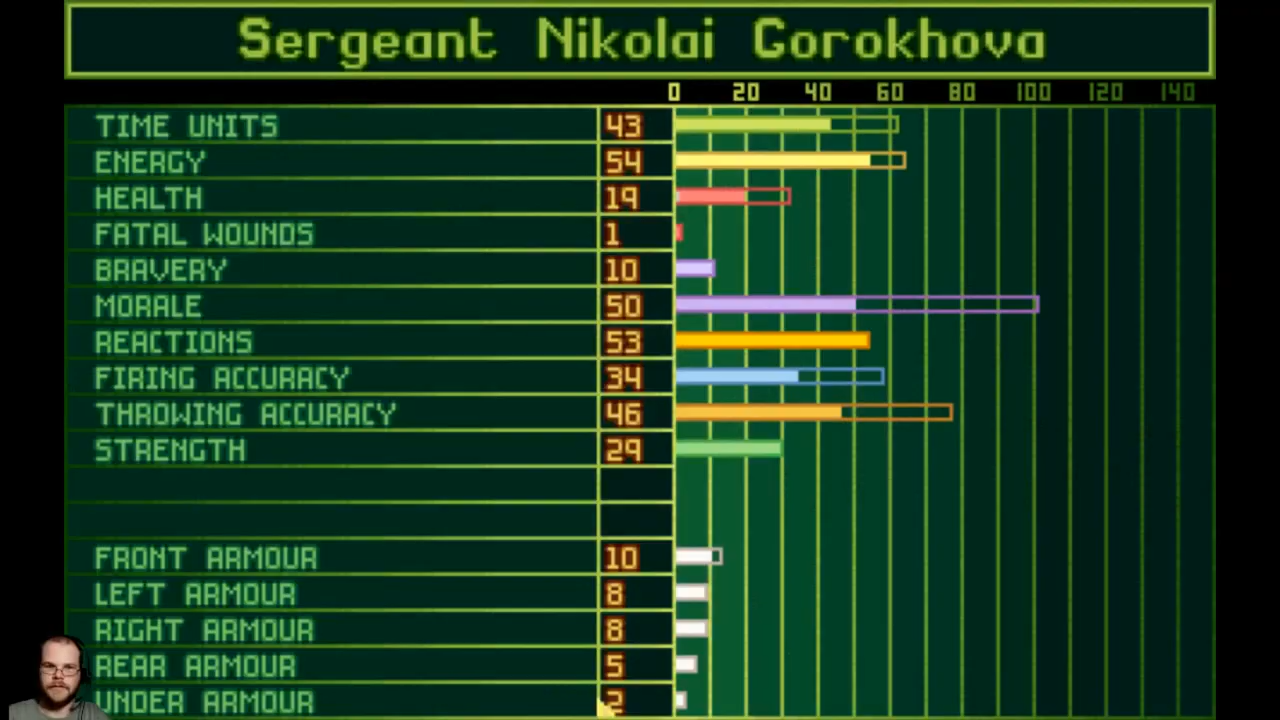 Sergeant Nikolai Gorokhova
0 20 40 60 80 100 120 140
TIME UNITS 43
ENERGY 54
HEALTH 19
FATAL WOUNDS 1
BRAVERY 10
MORALE 50
REACTIONS 53
FIRING ACCURACY 34
THROWING ACCURACY 46
STRENGTH 29
FRONT ARMOUR 10
LEFT ARMOUR 8
RIGHT ARMOUR 8
REAR ARMOUR 5
UNDER ARMOUR 2